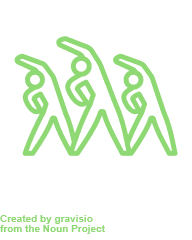 Created by gravisio
from the Noun Project